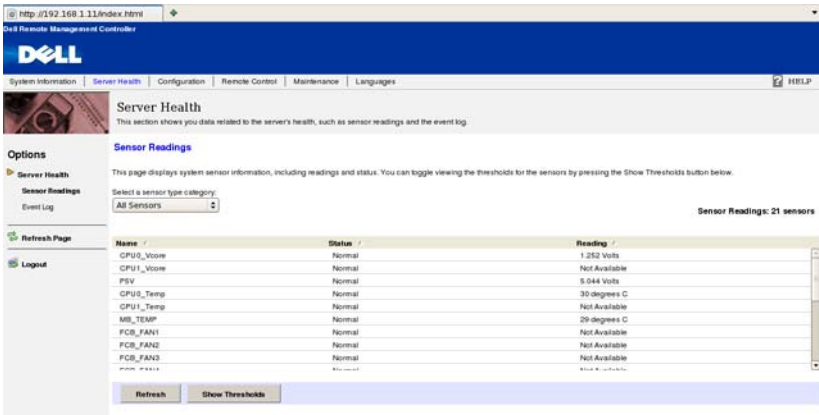 http://192.168.1.11/index.html
Dell Remote Management Controller
DELL
System Information Server Health Configuration Remote Control Maintenance Languages HELP
Server Health
This section shows you data related to the server's health, such as sensor readings and the event log.
Options
Server Health
Sensor Readings
Event Log
Refresh Page
Logout
Sensor Readings
This page displays system sensor information, including readings and status. You can toggle viewing the thresholds for the sensors by pressing the Show Thresholds button below.
Select a sensor type category:
All Sensors
Sensor Readings: 21 sensors
Name Status Reading
CPU0_Vcore Normal 1.252 Volts
CPU1_Vcore Normal Not Available
P5V Normal 5.044 Volts
CPU0_Temp Normal 30 degrees C
CPU1_Temp Normal Not Available
MB_TEMP Normal 29 degrees C
FCB_FAN1 Normal Not Available
FCB_FAN2 Normal Not Available
FCB_FAN3 Normal Not Available
Refresh Show Thresholds